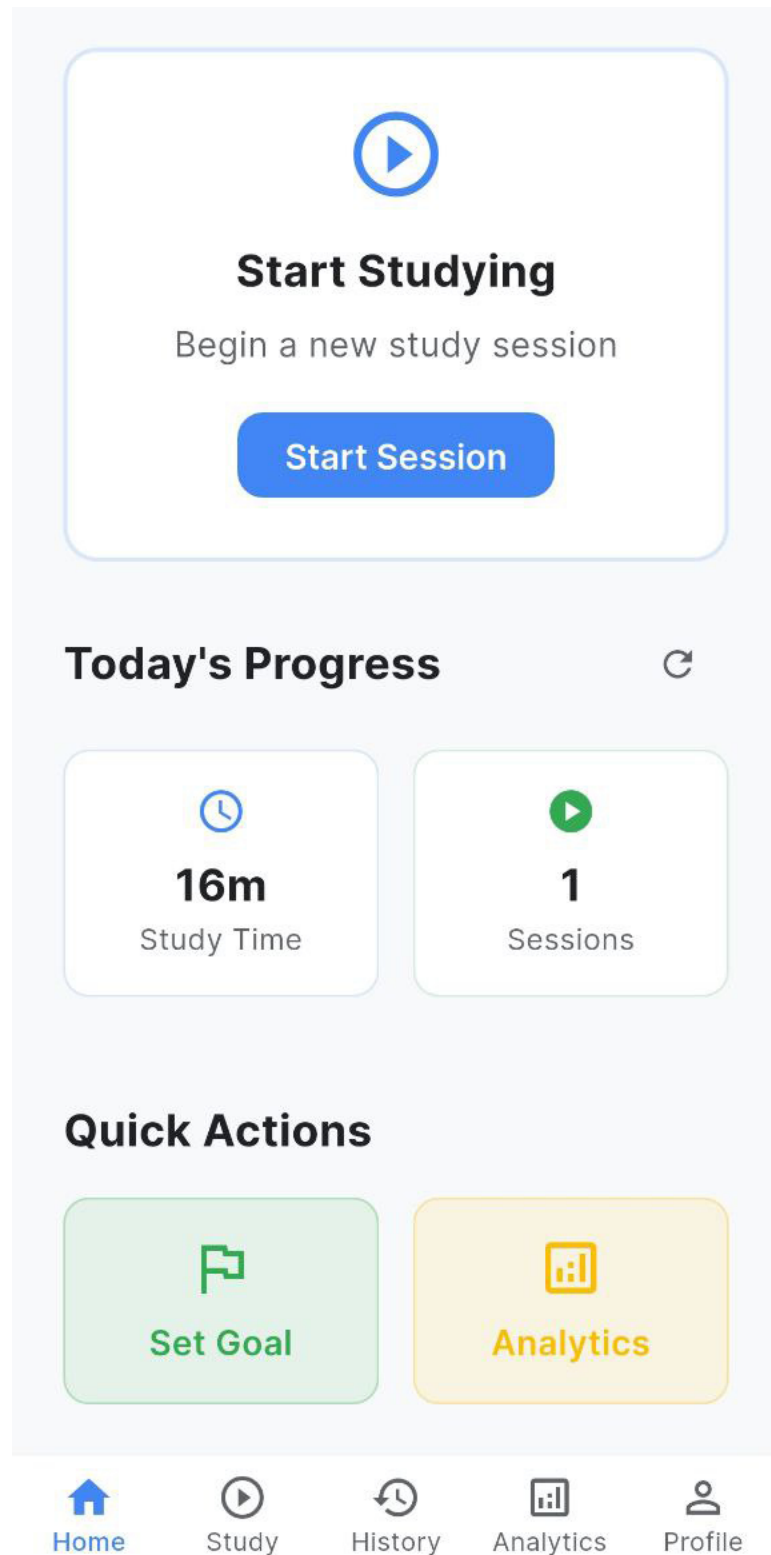 Start Studying
Begin a new study session
Start Session
Today's Progress
16m
Study Time
1
Sessions
Quick Actions
Set Goal
Analytics
Home
Study
History
Analytics
Profile